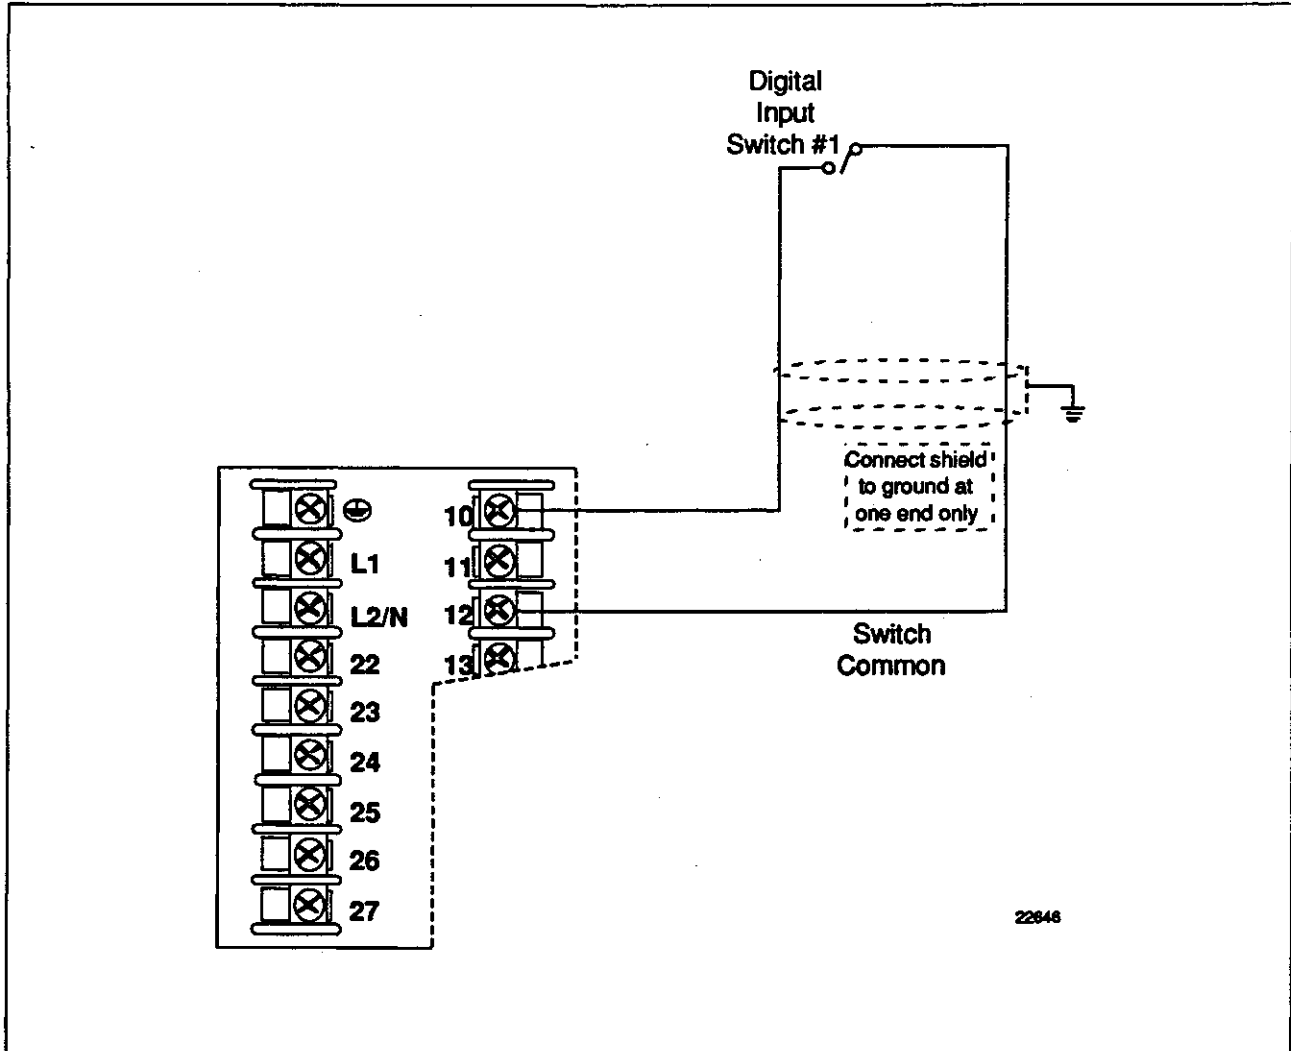 Digital
Input
Switch #1
Connect shield
to ground at
one end only
10
L1
11
L2/N
12
Switch
Common
22
13
23
24
25
26
27
22646